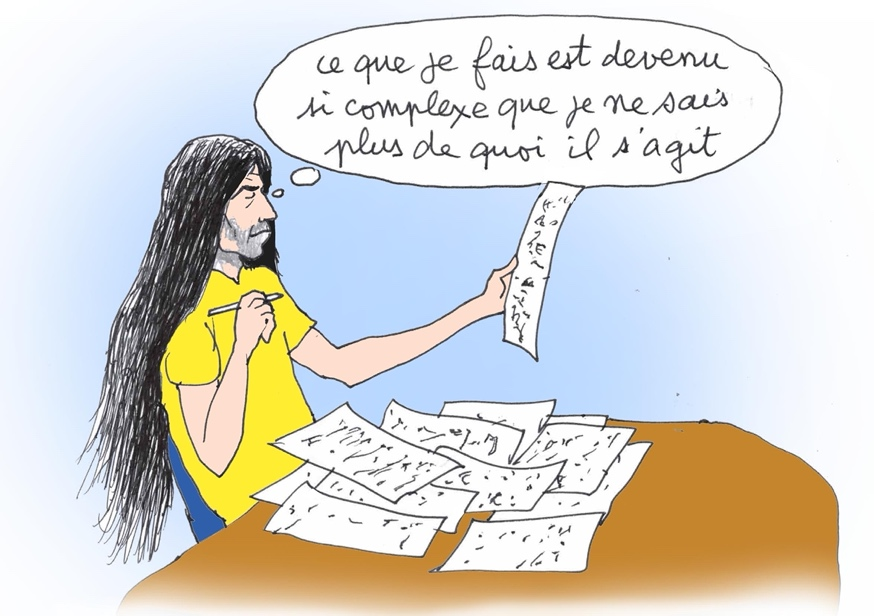 ce que je fais est devenu
si complexe que je ne sais
plus de quoi il s'agit